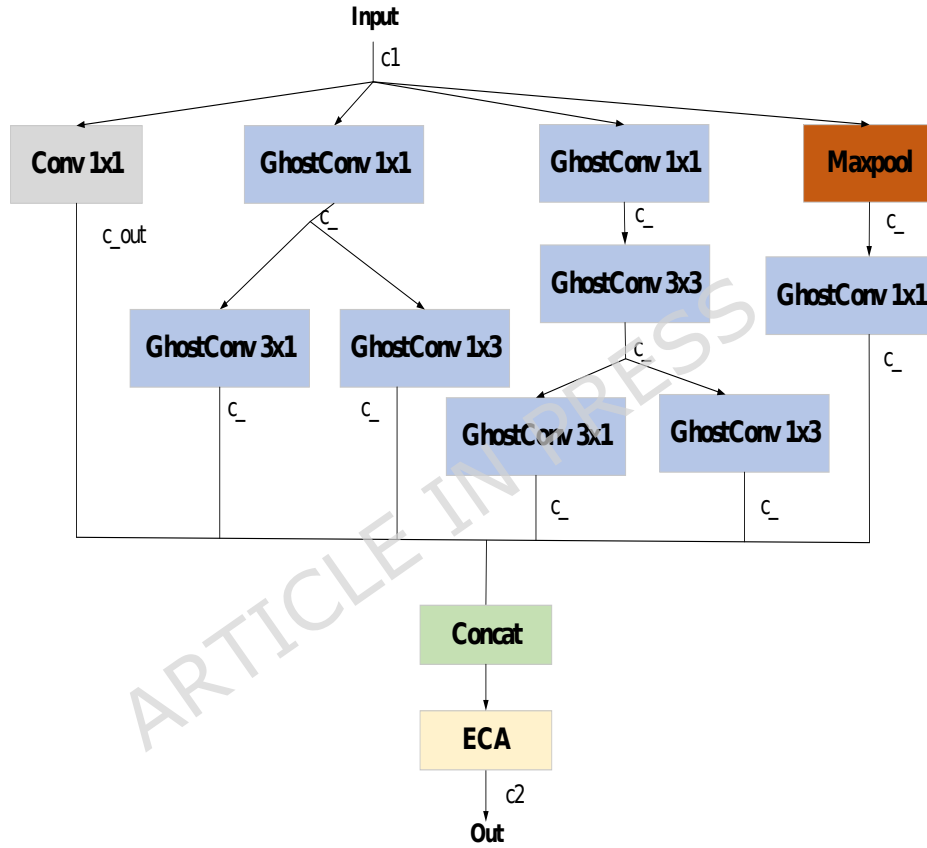 Input
c1
Conv 1x1
GhostConv 1x1
GhostConv 1x1
Maxpool
c_out
c_
c_
c_
GhostConv 3x3
GhostConv 1x1
GhostConv 3x1
GhostConv 1x3
c_
c_
c_
c_
GhostConv 3x1
GhostConv 1x3
c_
c_
Concat
ECA
c2
Out
ARTICLE IN PRESS